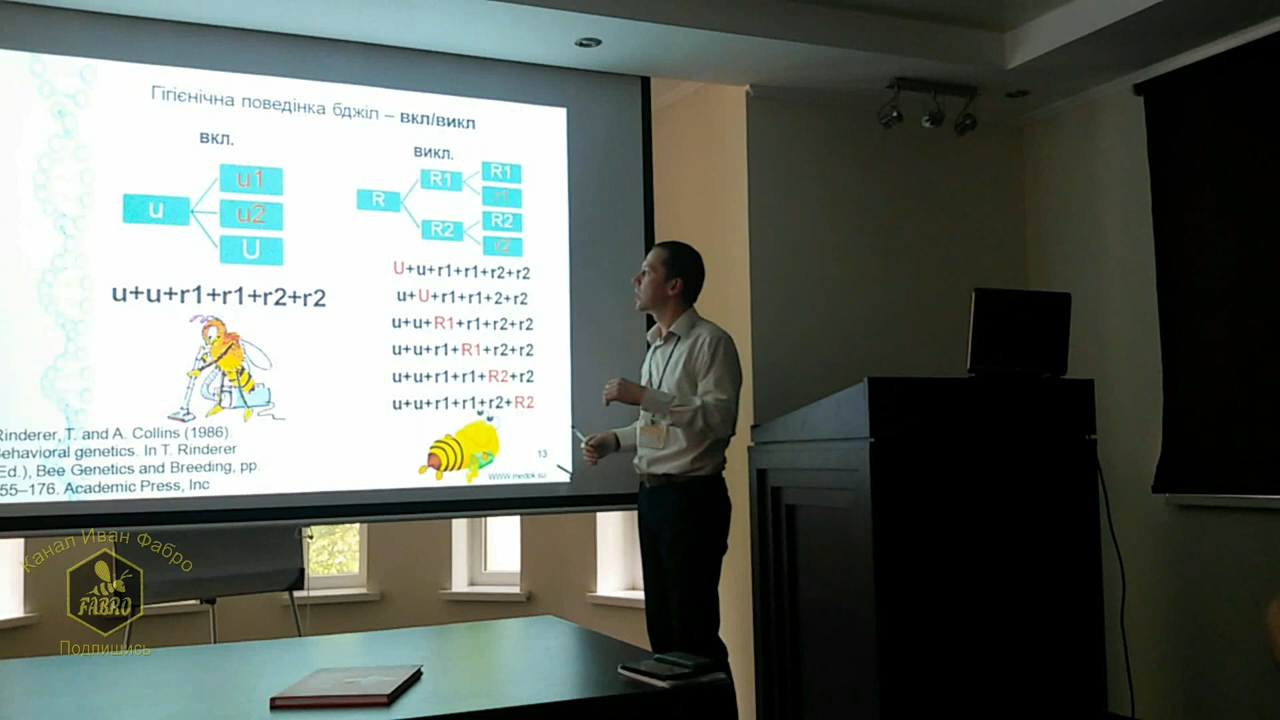 Гігієнічна поведінка бджіл – вкл/викл
вкл.
u
u1
u2
U
u+u+r1+r1+r2+r2
викл.
R
R1
R1
r1
R2
R2
r2
U+u+r1+r1+r2+r2
u+U+r1+r1+2+r2
u+u+R1+r1+r2+r2
u+u+r1+R1+r2+r2
u+u+r1+r1+R2+r2
u+u+r1+r1+r2+R2
Rinderer, T. and A. Collins (1986).
ehavioral genetics. In T. Rinderer
Ed.), Bee Genetics and Breeding, pp.
55–176. Academic Press, Inc
13
www.medok.su
Канал Иван Фабро
FABRO
Подпишись